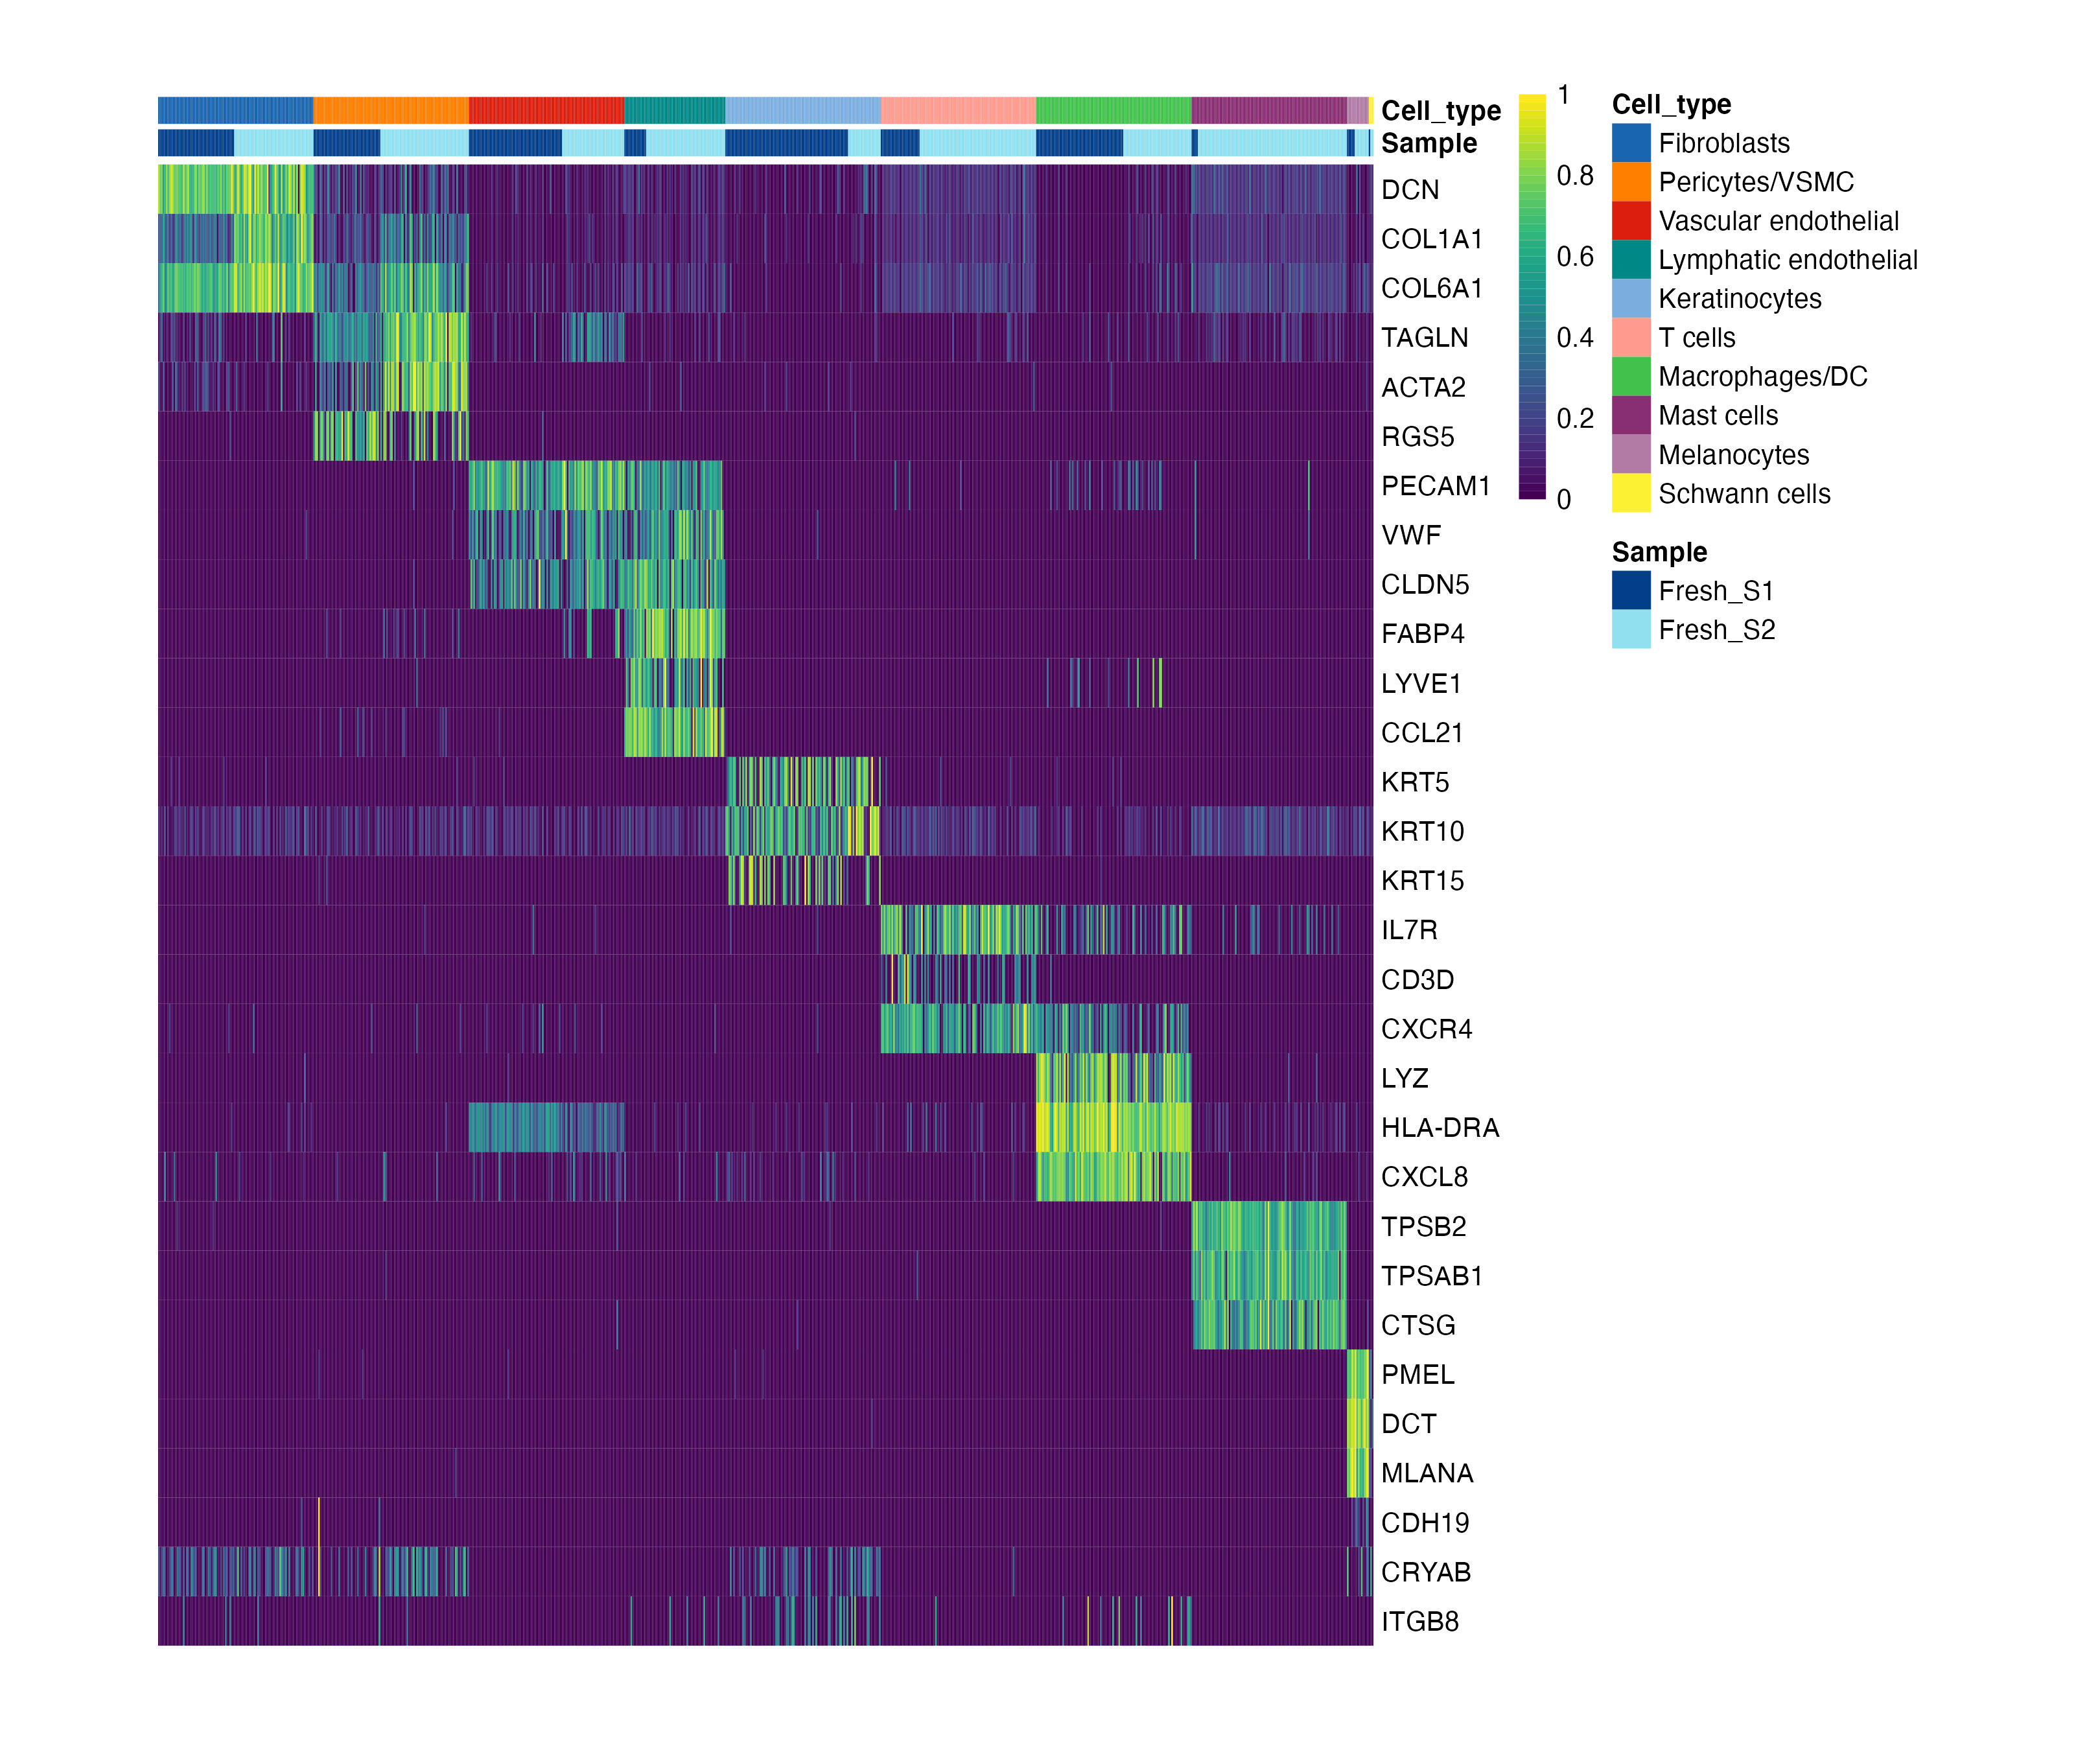 Cell_type
Sample
DCN
COL1A1
COL6A1
TAGLN
ACTA2
RGS5
PECAM1
VWF
CLDN5
FABP4
LYVE1
CCL21
KRT5
KRT10
KRT15
IL7R
CD3D
CXCR4
LYZ
HLA-DRA
CXCL8
TPSB2
TPSAB1
CTSG
PMEL
DCT
MLANA
CDH19
CRYAB
ITGB8
1
0.8
0.6
0.4
0.2
0
Cell_type
Fibroblasts
Pericytes/VSMC
Vascular endothelial
Lymphatic endothelial
Keratinocytes
T cells
Macrophages/DC
Mast cells
Melanocytes
Schwann cells
Sample
Fresh_S1
Fresh_S2